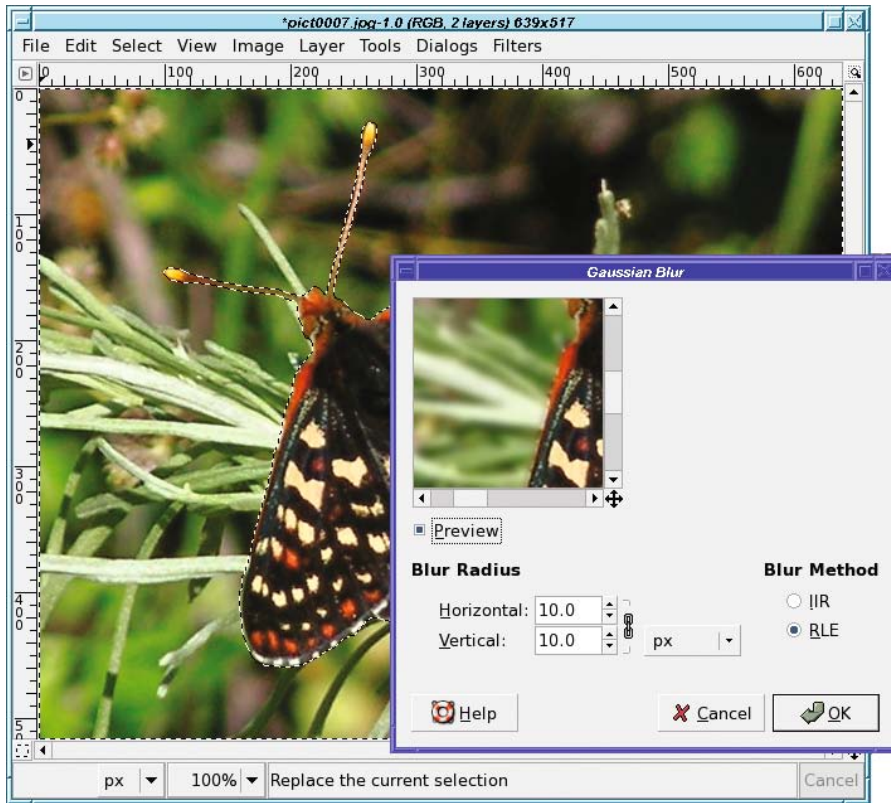 *pict0007.jpg-1.0 (RGB, 2 layers) 639x517
File Edit Select View Image Layer Tools Dialogs Filters
0 100 200 300 400 500 600
0
100
200
300
400
5
Gaussian Blur
Preview
Blur Radius
Blur Method
Horizontal: 10.0
IIR
Vertical: 10.0
px
RLE
Help
Cancel
OK
px
100%
Replace the current selection
Cancel